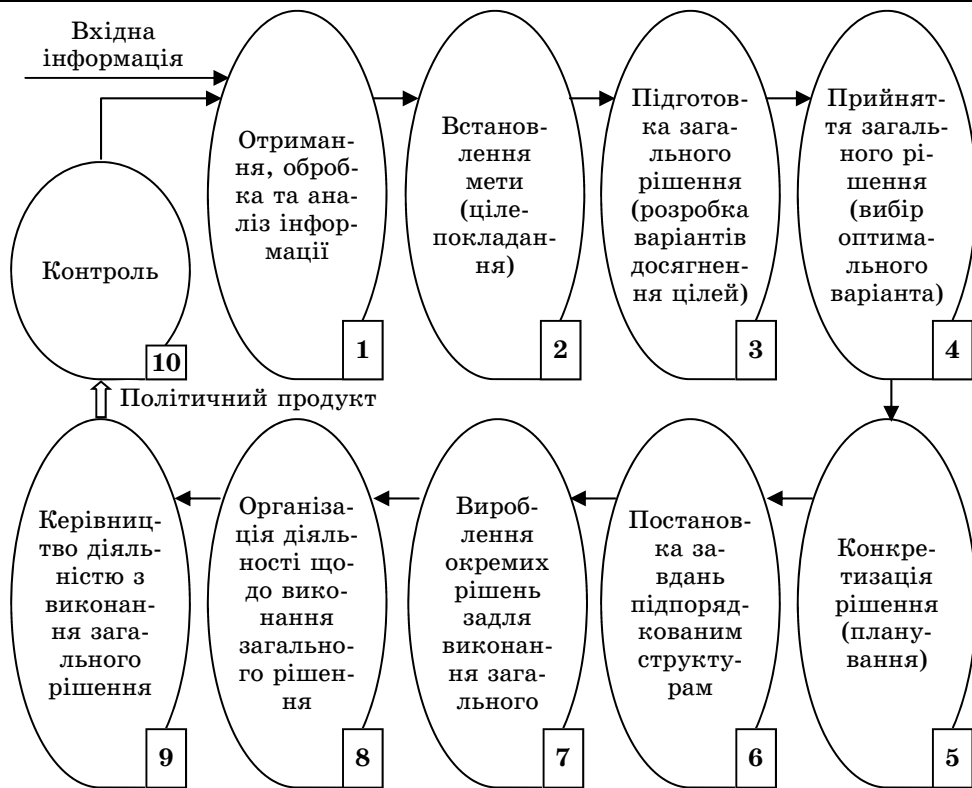 Вхідна
інформація
Отриман-
ня, оброб-
ка та ана-
ліз інфор-
мації
1
Встанов-
лення
мети
(ціле-
покладан-
ня)
2
Підготов-
ка зага-
льного
рішення
(розробка
варіантів
досягнен-
ня цілей)
3
Прийнят-
тя загаль-
ного рі-
шення
(вибір
оптима-
льного
варіанта)
4
Конкре-
тизація
рішення
(плану-
вання)
5
Постанов-
ка за-
вдань
підпоряд-
кованим
структу-
рам
6
Вироб-
лення
окремих
рішень
задля
виконан-
ня загаль-
ного
7
Організа-
ція діяль-
ності що-
до вико-
нання
загально-
го рішен-
ня
8
Керівниц-
тво діяль-
ністю з
виконан-
ня зага-
льного
рішення
9
Політичний продукт
Контроль
10